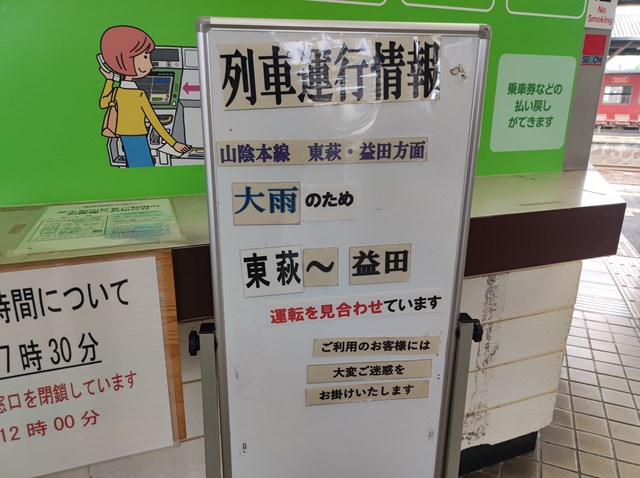 列車運行情報
山陰本線 東萩・益田方面
大雨のため
東萩～益田
運転を見合わせています
ご利用のお客様には
大変ご迷惑を
お掛けいたします
乗車券などの
払い戻し
ができます
No
Smoking
時間について
7時30分
窓口を閉鎖しています
12時00分